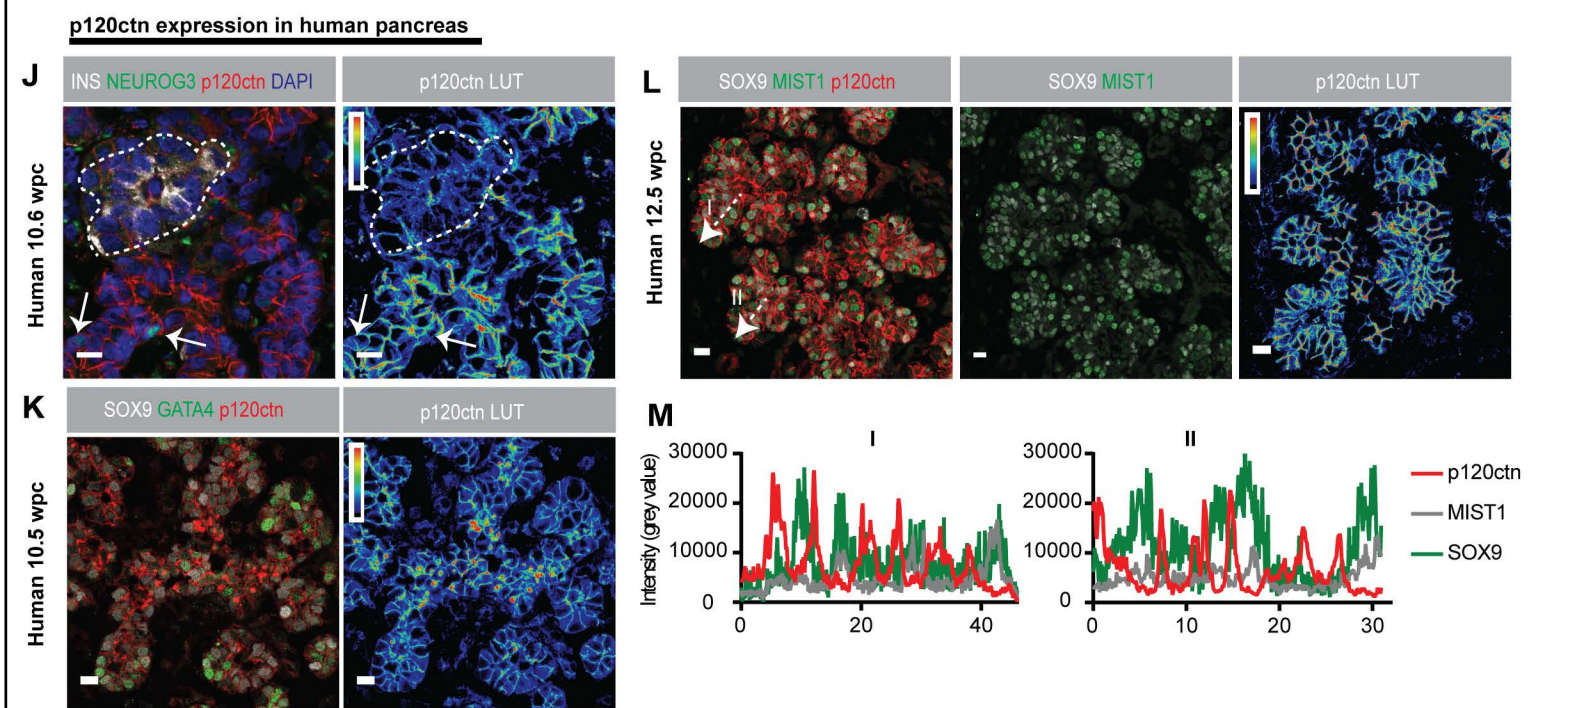 p120ctn expression in human pancreas
J
INS NEUROG3 p120ctn DAPI
p120ctn LUT
Human 10.6 wpc
L
SOX9 MIST1 p120ctn
SOX9 MIST1
p120ctn LUT
Human 12.5 wpc
I
II
K
SOX9 GATA4 p120ctn
p120ctn LUT
Human 10.5 wpc
M
I
II
Intensity (grey value)
30000
20000
10000
0
0 20 40
30000
20000
10000
0
0 10 20 30
p120ctn
MIST1
SOX9